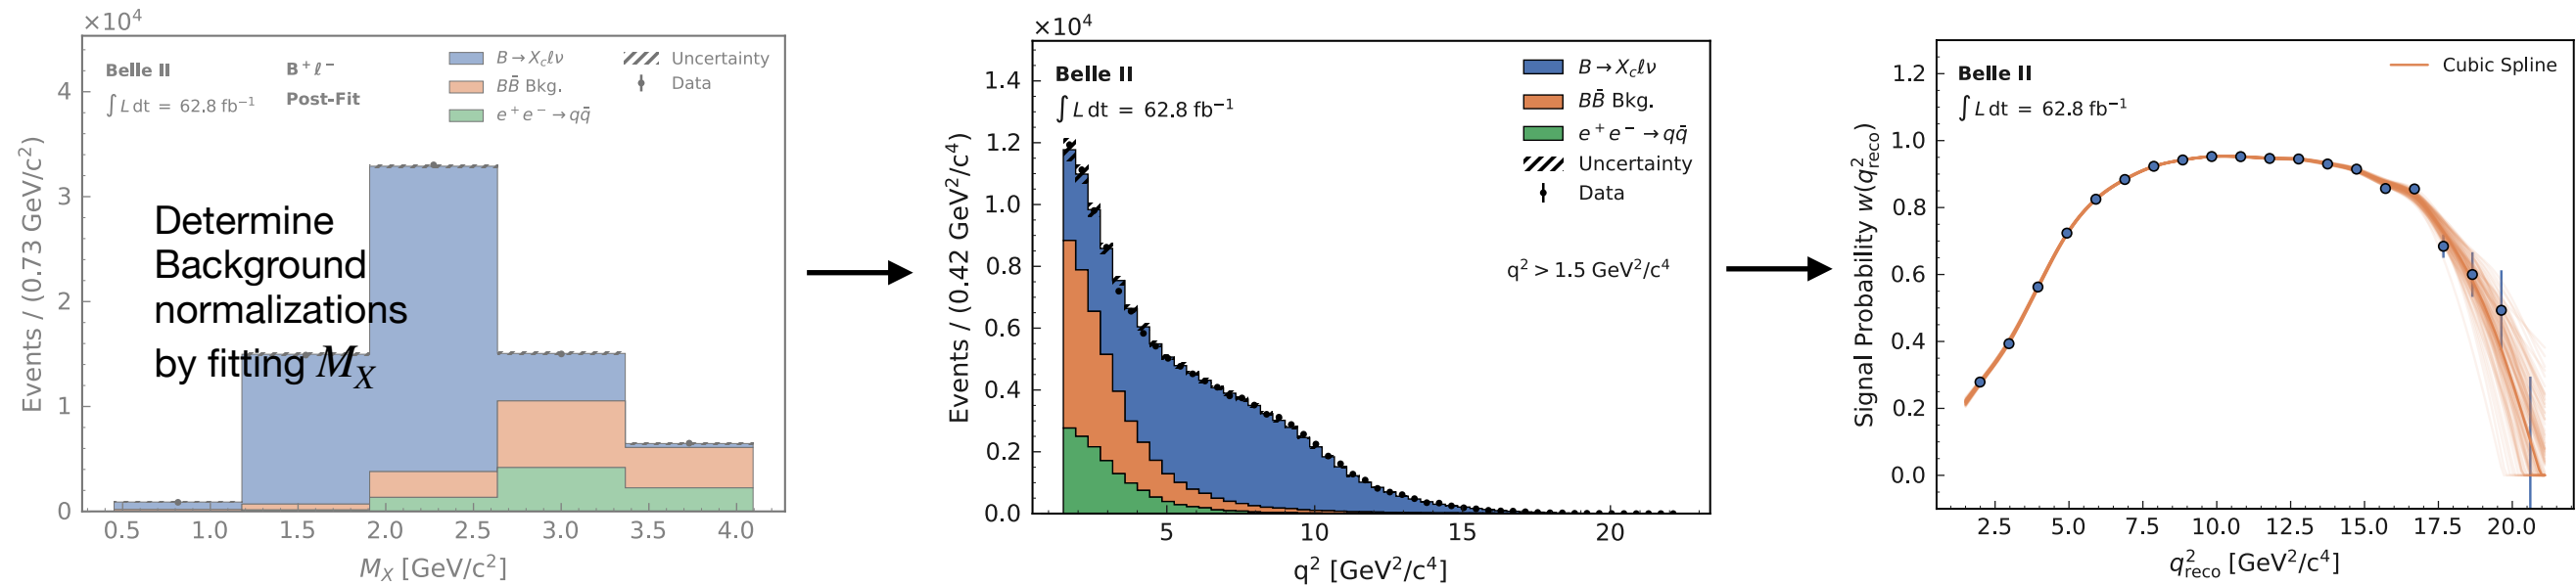 ×10⁴
Events / (0.73 GeV/c²)
4
3
2
1
0
Belle II
∫ L dt = 62.8 fb⁻¹
B⁺ℓ⁻
Post-Fit
B → X_cℓν
BB̄ Bkg.
e⁺e⁻ → qq̄
Uncertainty
Data
Determine
Background
normalizations
by fitting M_X
0.5 1.0 1.5 2.0 2.5 3.0 3.5 4.0
M_X [GeV/c²]
×10⁴
Events / (0.42 GeV²/c⁴)
1.4
1.2
1.0
0.8
0.6
0.4
0.2
0.0
Belle II
∫ L dt = 62.8 fb⁻¹
B → X_cℓν
BB̄ Bkg.
e⁺e⁻ → qq̄
Uncertainty
Data
q² > 1.5 GeV²/c⁴
5 10 15 20
q² [GeV²/c⁴]
Signal Probability w(q²_reco)
1.2
1.0
0.8
0.6
0.4
0.2
0.0
Belle II
∫ L dt = 62.8 fb⁻¹
Cubic Spline
2.5 5.0 7.5 10.0 12.5 15.0 17.5 20.0
q²_reco [GeV²/c⁴]